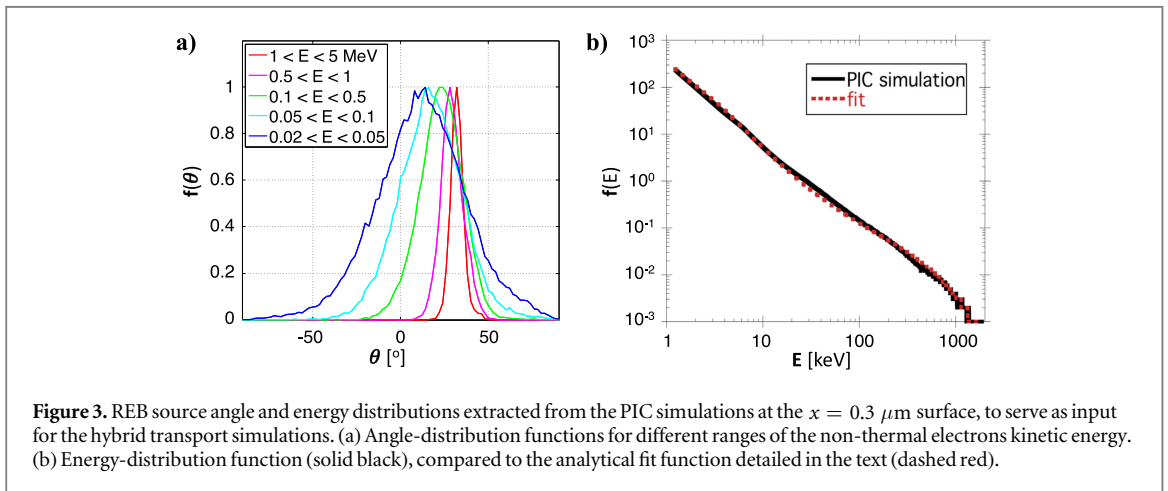 a)
1 < E < 5 MeV
0.5 < E < 1
0.1 < E < 0.5
0.05 < E < 0.1
0.02 < E < 0.05
1
0.8
0.6
0.4
0.2
0
f(θ)
-50 0 50
θ [º]
b)
PIC simulation
fit
10³
10²
10¹
10⁰
10⁻¹
10⁻²
10⁻³
f(E)
1 10 100 1000
E [keV]
Figure 3. REB source angle and energy distributions extracted from the PIC simulations at the x = 0.3 μm surface, to serve as input
for the hybrid transport simulations. (a) Angle-distribution functions for different ranges of the non-thermal electrons kinetic energy.
(b) Energy-distribution function (solid black), compared to the analytical fit function detailed in the text (dashed red).